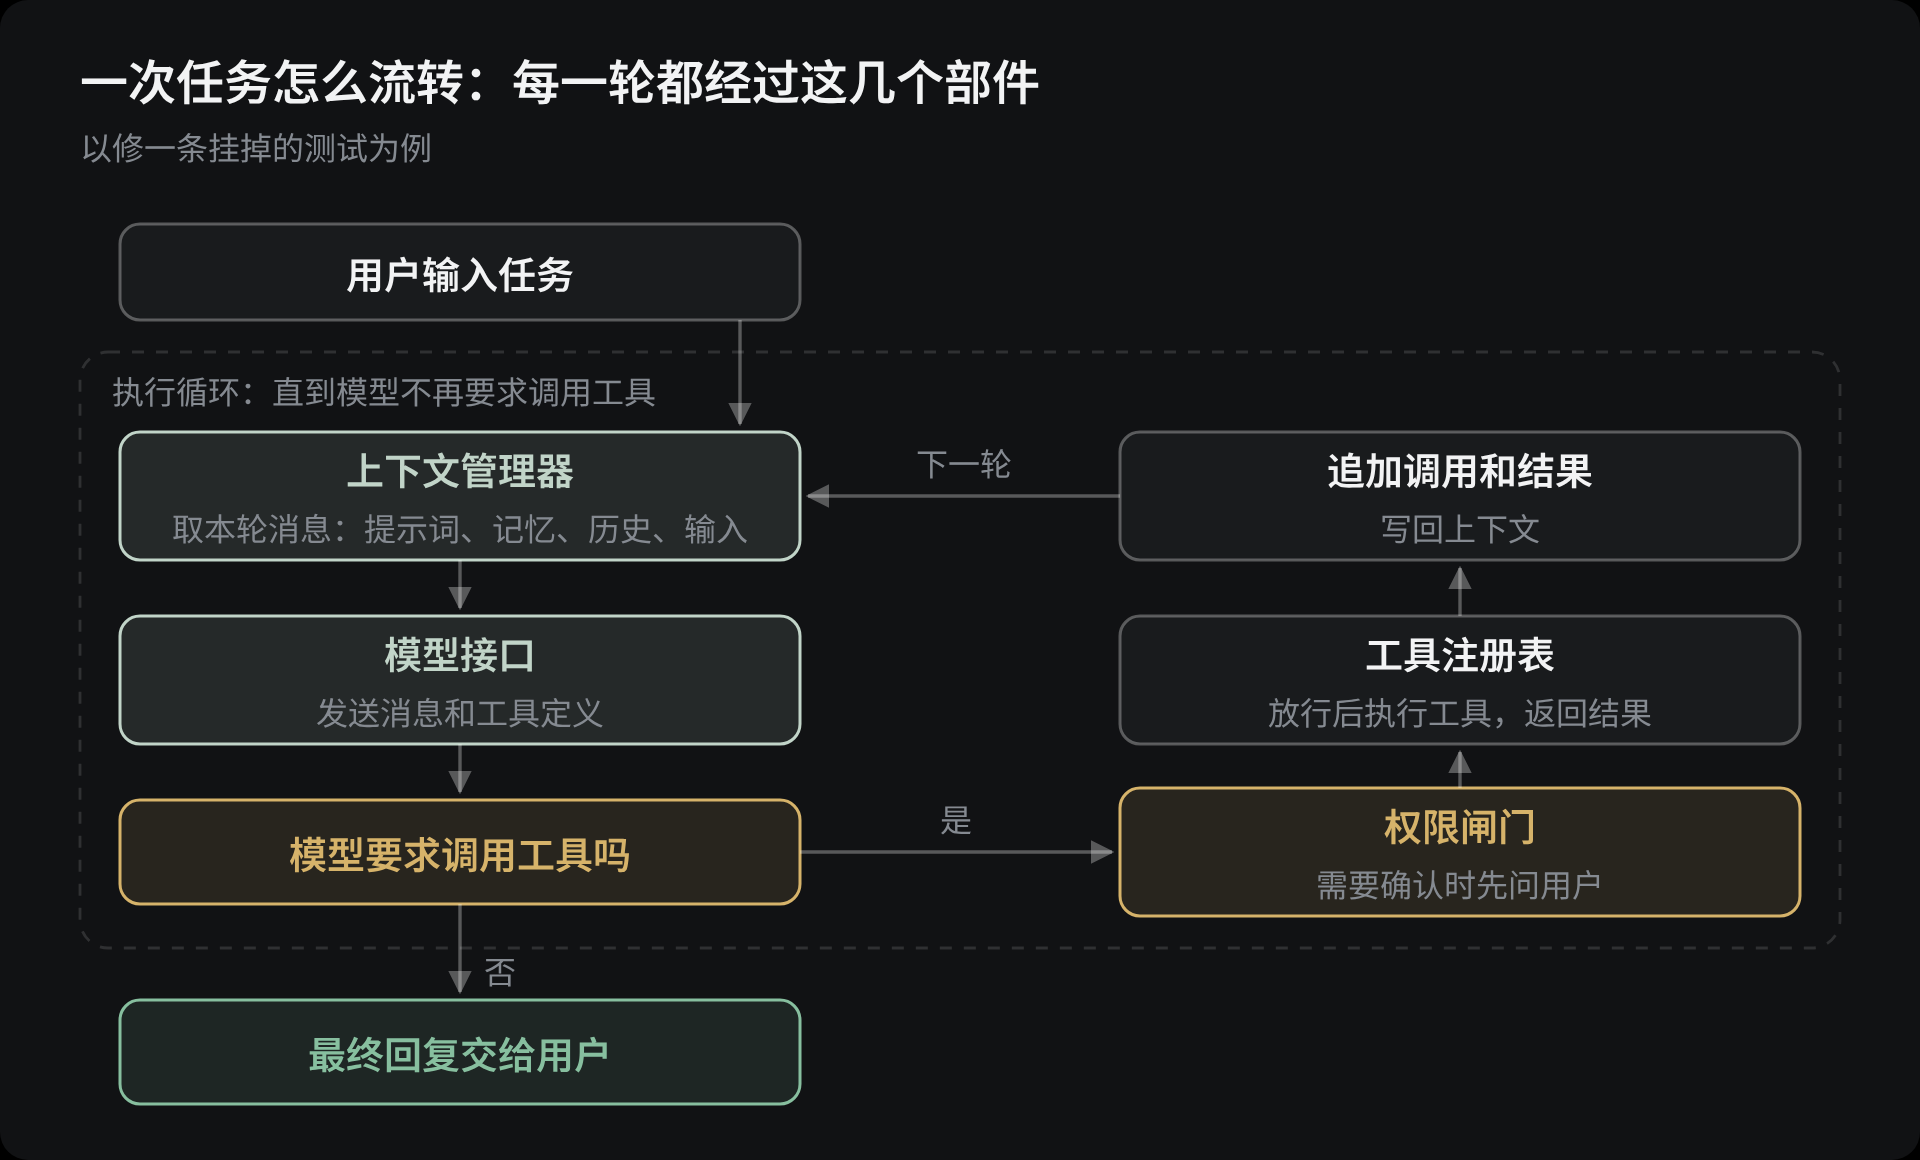 一次任务怎么流转：每一轮都经过这几个部件
以修一条挂掉的测试为例
用户输入任务
执行循环：直到模型不再要求调用工具
上下文管理器
取本轮消息：提示词、记忆、历史、输入
下一轮
追加调用和结果
写回上下文
模型接口
发送消息和工具定义
工具注册表
放行后执行工具，返回结果
模型要求调用工具吗
是
权限闸门
需要确认时先问用户
否
最终回复交给用户